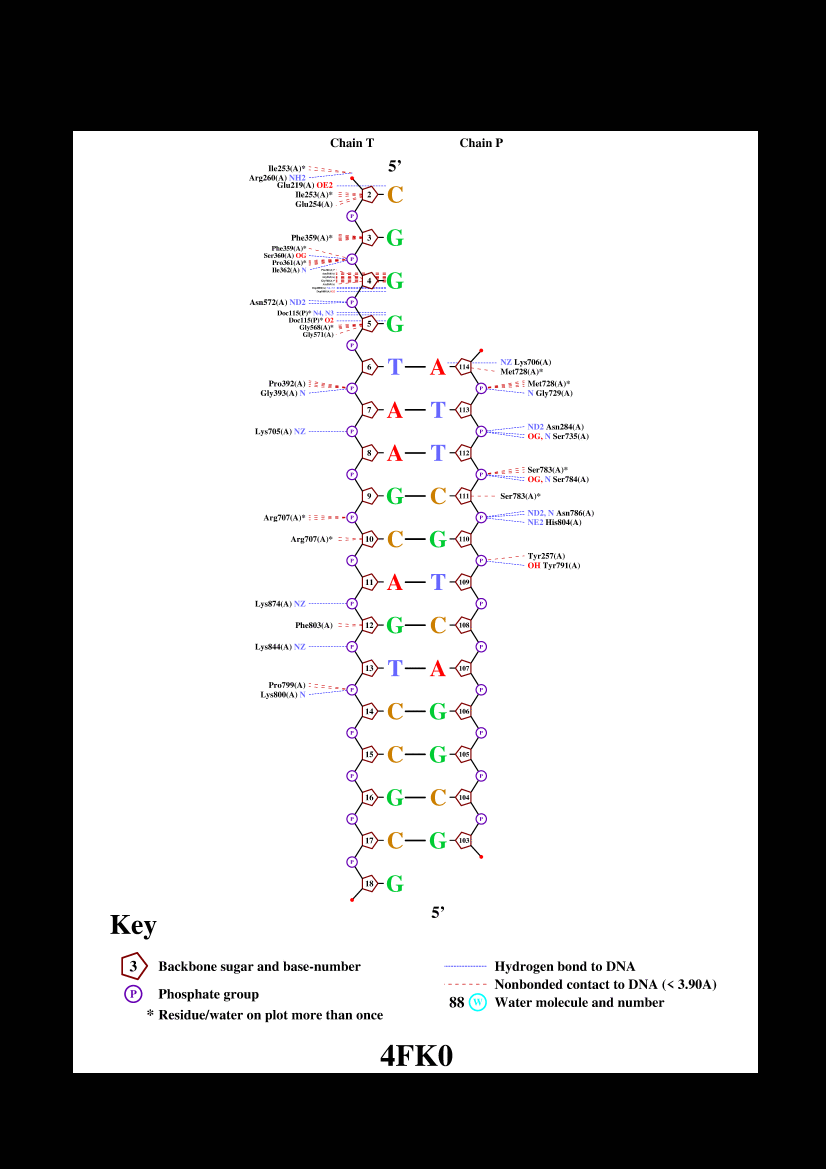 Chain T Chain P
5'
Ile253(A)*
Arg260(A) NH2
Glu219(A) OE2
Ile253(A)* 2 C
Glu254(A)
P
Phe359(A)* 3 G
Phe359(A)*
Ser360(A) OG P
Pro361(A)*
Ile362(A) N
4 G
Asn572(A) ND2 P
Doc115(P)* N4, N3
Doc115(P)* O2 5 G
Gly568(A)*
Gly571(A)
P
6 T A 114 NZ Lys706(A)
Met728(A)*
Pro392(A) P P Met728(A)*
Gly393(A) N N Gly729(A)
7 A T 113
Lys705(A) NZ P P ND2 Asn284(A)
OG, N Ser735(A)
8 A T 112
P P Ser783(A)*
OG, N Ser784(A)
9 G C 111 Ser783(A)*
Arg707(A)* P P ND2, N Asn786(A)
NE2 His804(A)
Arg707(A)* 10 C G 110
P P Tyr257(A)
OH Tyr791(A)
11 A T 109
Lys874(A) NZ P P
Phe803(A) 12 G C 108
Lys844(A) NZ P P
13 T A 107
Pro799(A) P P
Lys800(A) N
14 C G 106
P P
15 C G 105
P P
16 G C 104
P P
17 C G 103
P
18 G
5'
Key
3 Backbone sugar and base-number
P Phosphate group
* Residue/water on plot more than once
Hydrogen bond to DNA
Nonbonded contact to DNA (< 3.90A)
88 W Water molecule and number
4FK0